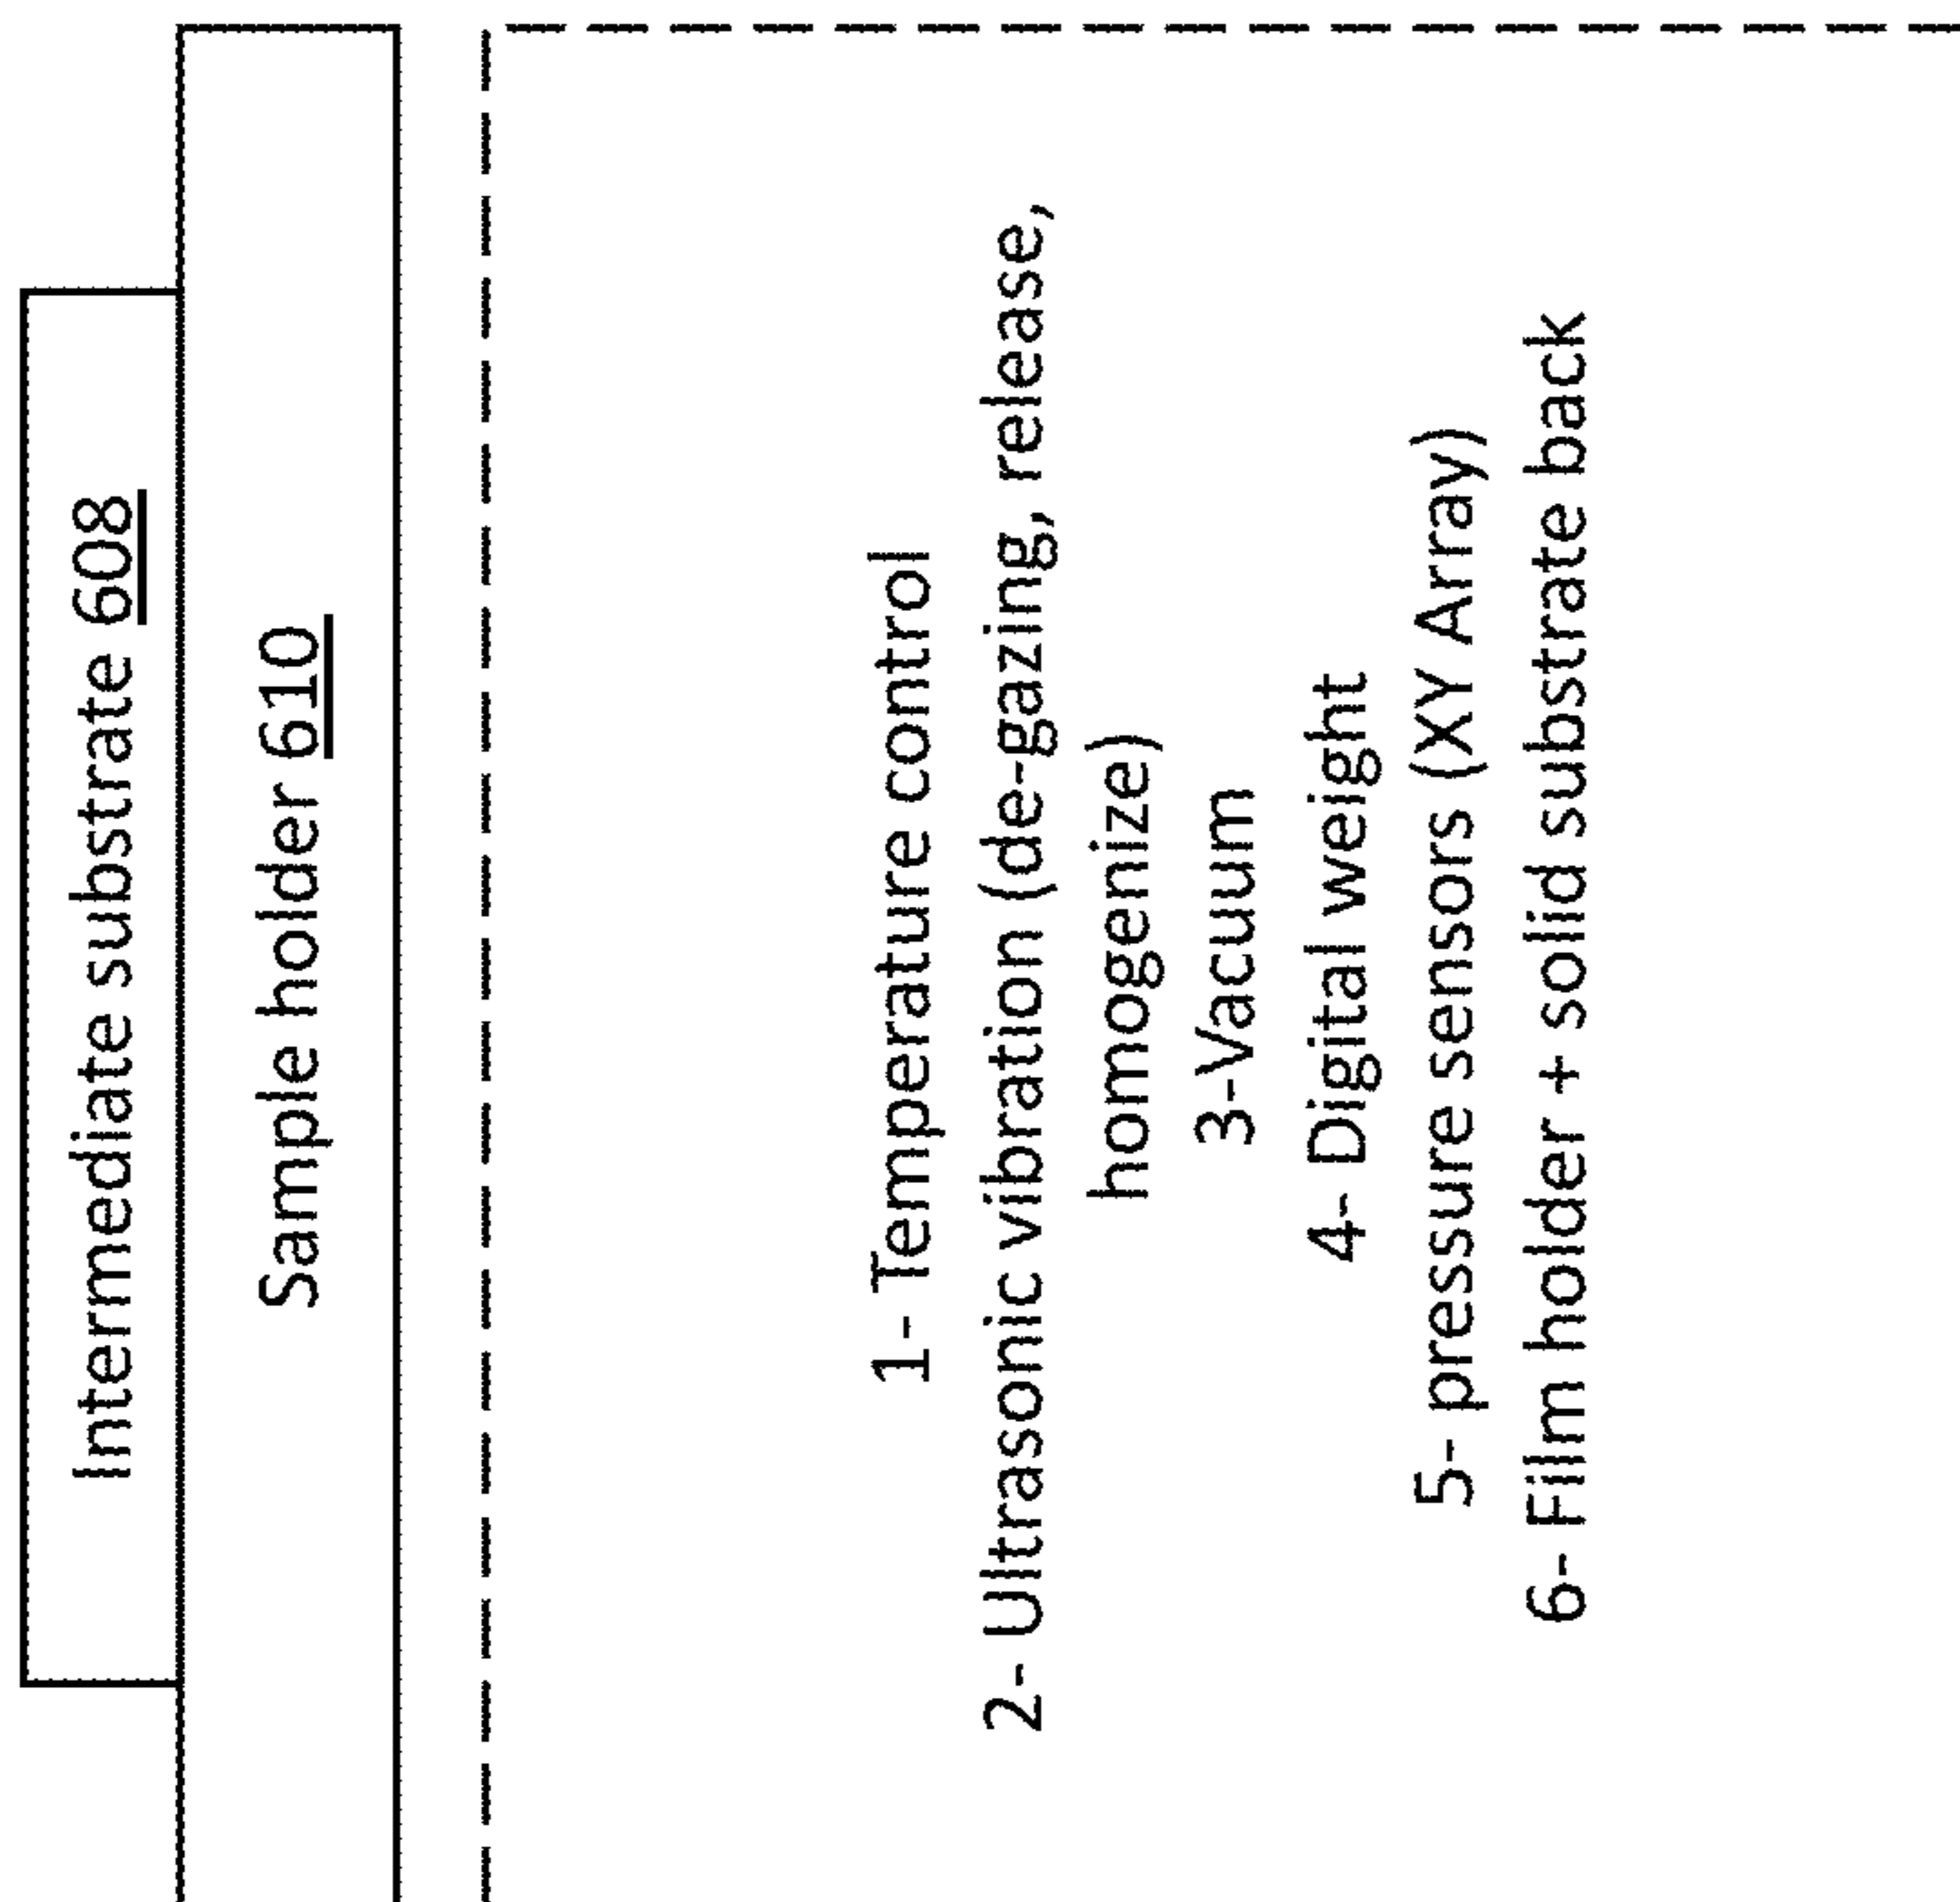 Intermediate substrate 608
Sample holder 610
1- Temperature control
2- Ultrasonic vibration (de-gazing, release,
homogenize)
3-Vacuum
4- Digital weight
5- pressure sensors (XY Array)
6- Film holder + solid substrate back